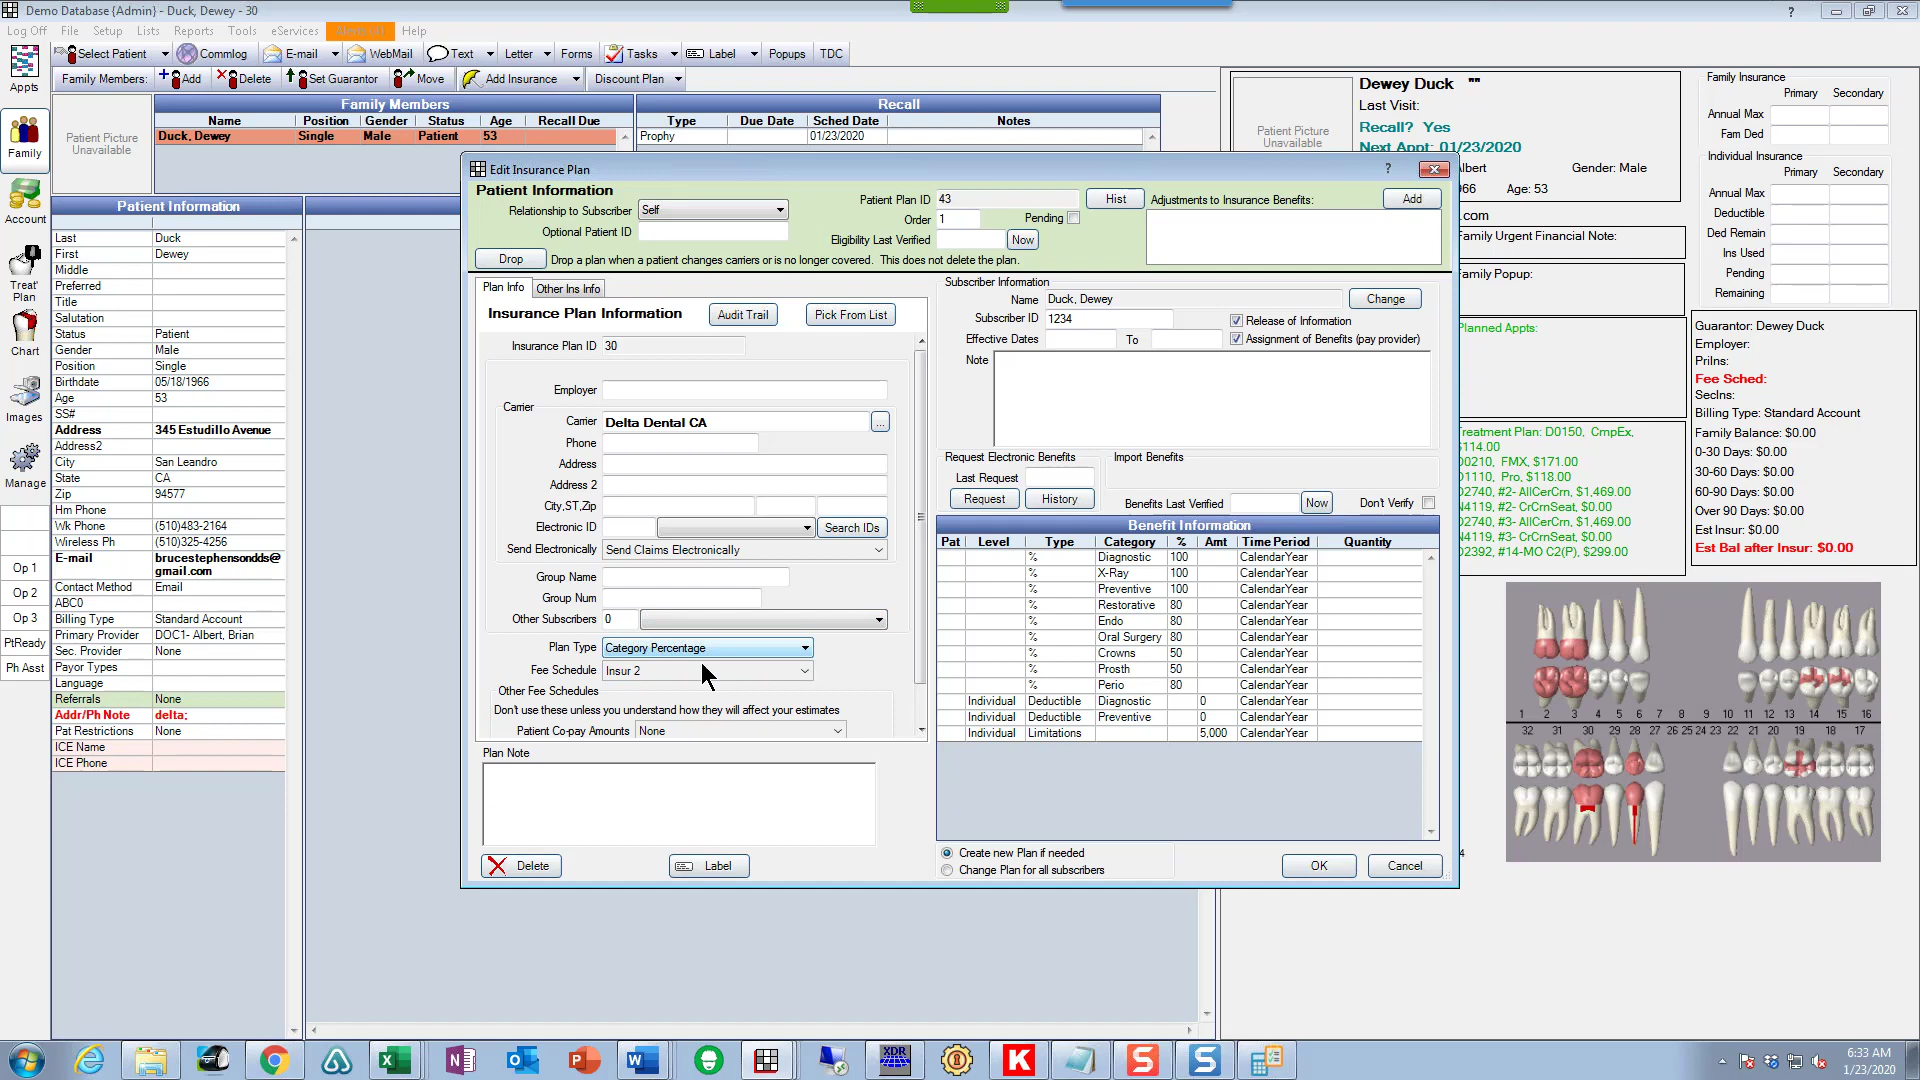 Demo Database {Admin} - Duck, Dewey - 30
Log Off File Setup Lists Reports Tools eServices Help
Select Patient Commlog E-mail WebMail Text Letter Forms Tasks Label Popups TDC
Family Members: Add Delete Set Guarantor Move Add Insurance Discount Plan
Appts
Family
Account
Treat'
Plan
Chart
Images
Manage
Op 1
Op 2
Op 3
PtReady
Ph Asst
Patient Picture
Unavailable
Family Members
Name Position Gender Status Age Recall Due
Duck, Dewey Single Male Patient 53
Recall
Type Due Date Sched Date Notes
Prophy 01/23/2020
Patient Information
Last Duck
First Dewey
Middle
Preferred
Title
Salutation
Status Patient
Gender Male
Position Single
Birthdate 05/18/1966
Age 53
SS#
Address 345 Estudillo Avenue
Address2
City San Leandro
State CA
Zip 94577
Hm Phone
Wk Phone (510)483-2164
Wireless Ph (510)325-4256
E-mail brucestephensondds@
gmail.com
Contact Method Email
ABC0
Billing Type Standard Account
Primary Provider DOC1- Albert, Brian
Sec. Provider None
Payor Types
Language
Referrals None
Addr/Ph Note delta;
Pat Restrictions None
ICE Name
ICE Phone
Edit Insurance Plan
?
Patient Information
Relationship to Subscriber Self
Optional Patient ID
Patient Plan ID 43
Hist
Order 1
Pending
Eligibility Last Verified
Now
Adjustments to Insurance Benefits:
Add
Drop
Drop a plan when a patient changes carriers or is no longer covered. This does not delete the plan.
Plan Info Other Ins Info
Insurance Plan Information
Audit Trail
Pick From List
Insurance Plan ID 30
Employer
Carrier
Carrier Delta Dental CA
...
Phone
Address
Address 2
City,ST,Zip
Electronic ID
Search IDs
Send Electronically Send Claims Electronically
Group Name
Group Num
Other Subscribers 0
Plan Type Category Percentage
Fee Schedule Insur 2
Other Fee Schedules
Don't use these unless you understand how they will affect your estimates
Patient Co-pay Amounts None
Plan Note
Delete
Label
Subscriber Information
Name Duck, Dewey
Change
Subscriber ID 1234
Release of Information
Effective Dates
To
Assignment of Benefits (pay provider)
Note
Request Electronic Benefits
Last Request
Request
History
Import Benefits
Benefits Last Verified
Now
Don't Verify
Benefit Information
Pat Level Type Category % Amt Time Period Quantity
% Diagnostic 100 CalendarYear
% X-Ray 100 CalendarYear
% Preventive 100 CalendarYear
% Restorative 80 CalendarYear
% Endo 80 CalendarYear
% Oral Surgery 80 CalendarYear
% Crowns 50 CalendarYear
% Prosth 50 CalendarYear
% Perio 80 CalendarYear
Individual Deductible Diagnostic 0 CalendarYear
Individual Deductible Preventive 0 CalendarYear
Individual Limitations 5,000 CalendarYear
Create new Plan if needed
Change Plan for all subscribers
OK
Cancel
Patient Picture
Unavailable
Dewey Duck ""
Last Visit:
Recall? Yes
Next Appt: 01/23/2020
lbert
Gender: Male
66
Age: 53
.com
Family Urgent Financial Note:
Family Popup:
Planned Appts:
Treatment Plan: D0150, CmpEx,
$114.00
D0210, FMX, $171.00
D1110, Pro, $118.00
D2740, #2- AllCerCrn, $1,469.00
N4119, #2- CrCrnSeat, $0.00
D2740, #3- AllCerCrn, $1,469.00
N4119, #3- CrCrnSeat, $0.00
D2392, #14-MO C2(P), $299.00
Family Insurance
Primary Secondary
Annual Max
Fam Ded
Individual Insurance
Primary Secondary
Annual Max
Deductible
Ded Remain
Ins Used
Pending
Remaining
Guarantor: Dewey Duck
Employer:
PriIns:
Fee Sched:
SecIns:
Billing Type: Standard Account
Family Balance: $0.00
0-30 Days: $0.00
30-60 Days: $0.00
60-90 Days: $0.00
Over 90 Days: $0.00
Est Insur: $0.00
Est Bal after Insur: $0.00
1 2 3 4 5 6 7 8 9 10 11 12 13 14 15 16
32 31 30 29 28 27 26 25 24 23 22 21 20 19 18 17
4
XDR
6:33 AM
1/23/2020